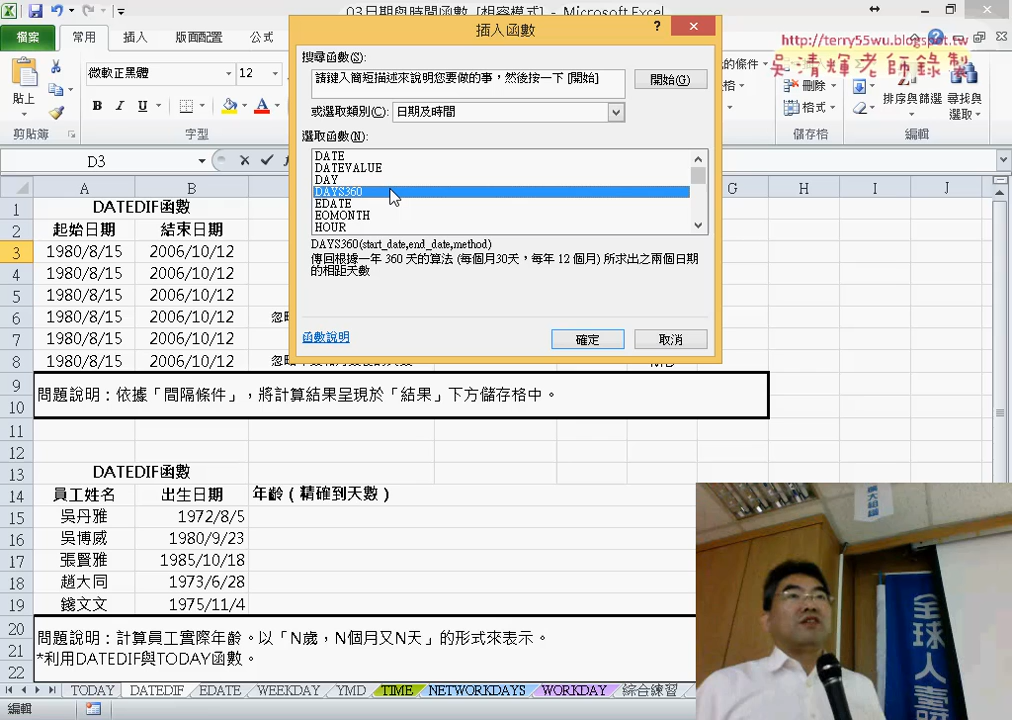 03日期與時間函數 [相容模式] - Microsoft Excel
http://terry55wu.blogspot.tw
吳清輝老師錄製
檔案
常用
插入
版面配置
公式
貼上
剪貼簿
微軟正黑體
12
B I U
字型
刪除
格式
儲存格
排序與篩選
尋找與
選取
編輯
D3
插入函數
搜尋函數(S):
請鍵入簡短描述來說明您要做的事，然後按一下 [開始]
開始(G)
或選取類別(C):
日期及時間
選取函數(N):
DATE
DATEVALUE
DAY
DAYS360
EDATE
EOMONTH
HOUR
DAYS360(start_date,end_date,method)
傳回根據一年 360 天的算法 (每個月30天，每年 12 個月) 所求出之兩個日期
的相距天數
函數說明
確定
取消
A B G H I J
1 DATEDIF函數
2 起始日期 結束日期
3 1980/8/15 2006/10/12
4 1980/8/15 2006/10/12
5 1980/8/15 2006/10/12
6 1980/8/15 2006/10/12
7 1980/8/15 2006/10/12
8 1980/8/15 2006/10/12
9
問題說明：依據「間隔條件」，將計算結果呈現於「結果」下方儲存格中。
10
11
12
13 DATEDIF函數
14 員工姓名 出生日期 年齡（精確到天數）
15 吳丹雅 1972/8/5
16 吳博威 1980/9/23
17 張賢雅 1985/10/18
18 趙大同 1973/6/28
19 錢文文 1975/11/4
20 問題說明：計算員工實際年齡。以「N歲，N個月又N天」的形式來表示。
21 *利用DATEDIF與TODAY函數。
22
TODAY DATEDIF EDATE WEEKDAY YMD TIME NETWORKDAYS WORKDAY 綜合練習
編輯
全球人壽